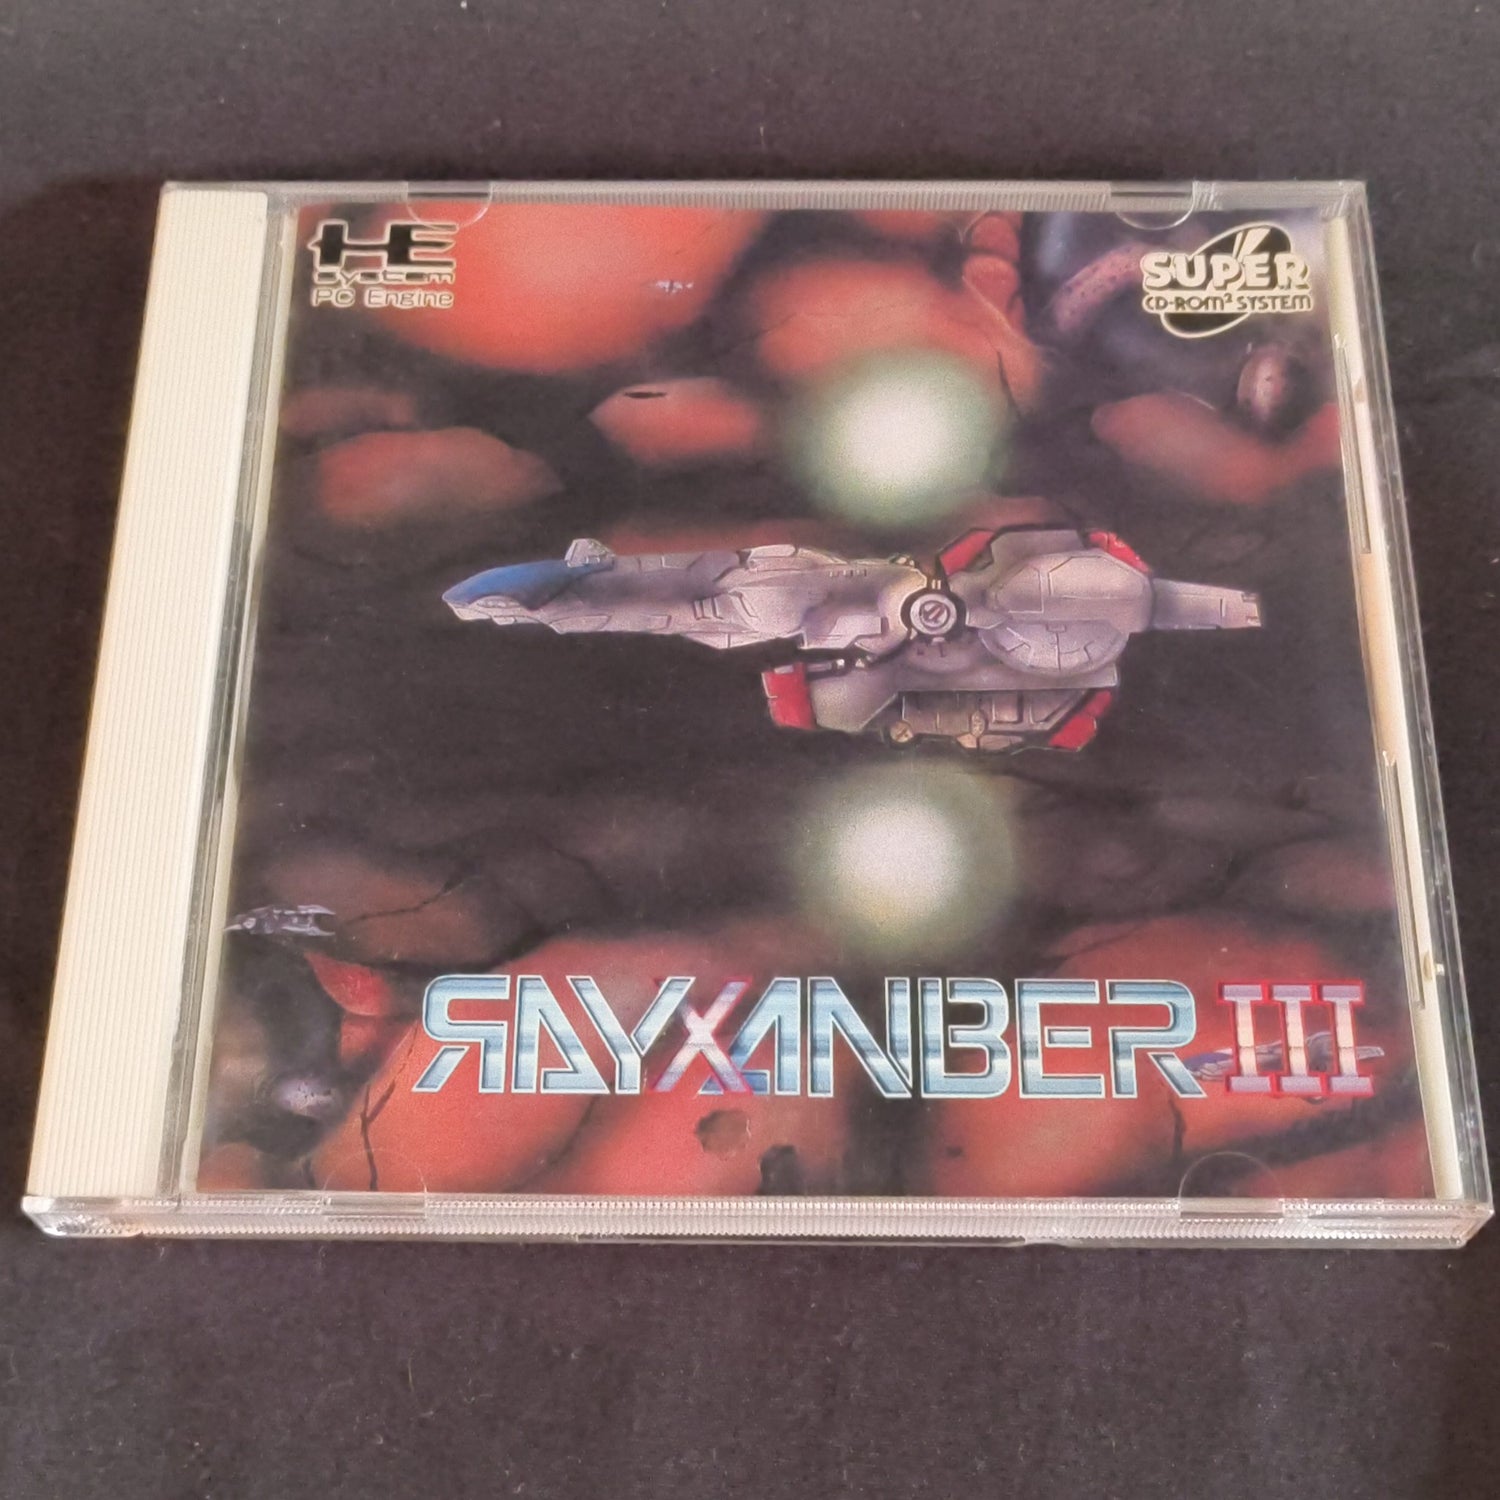 HE
System
PC Engine
SUPER
CD-ROM² SYSTEM
RAYXANBER III